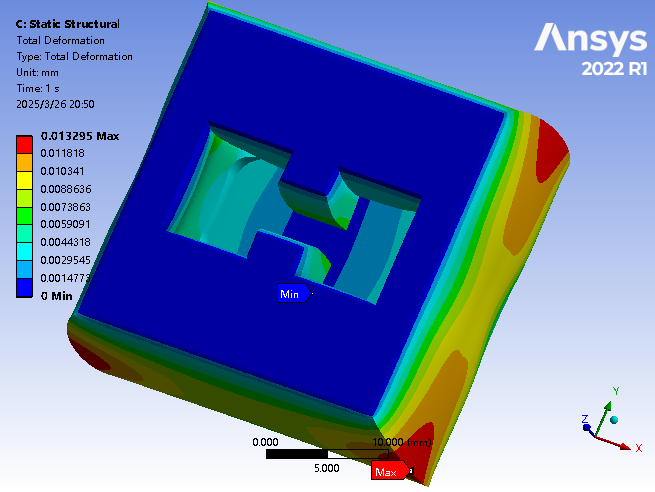 C: Static Structural
Total Deformation
Type: Total Deformation
Unit: mm
Time: 1 s
2025/3/26 20:50
Ansys
2022 R1
0.013295 Max
0.011818
0.010341
0.0088636
0.0073863
0.0059091
0.0044318
0.0029545
0.0014773
0 Min
Min
0.000
10.000 (mm)
5.000
Max
Y
Z
X